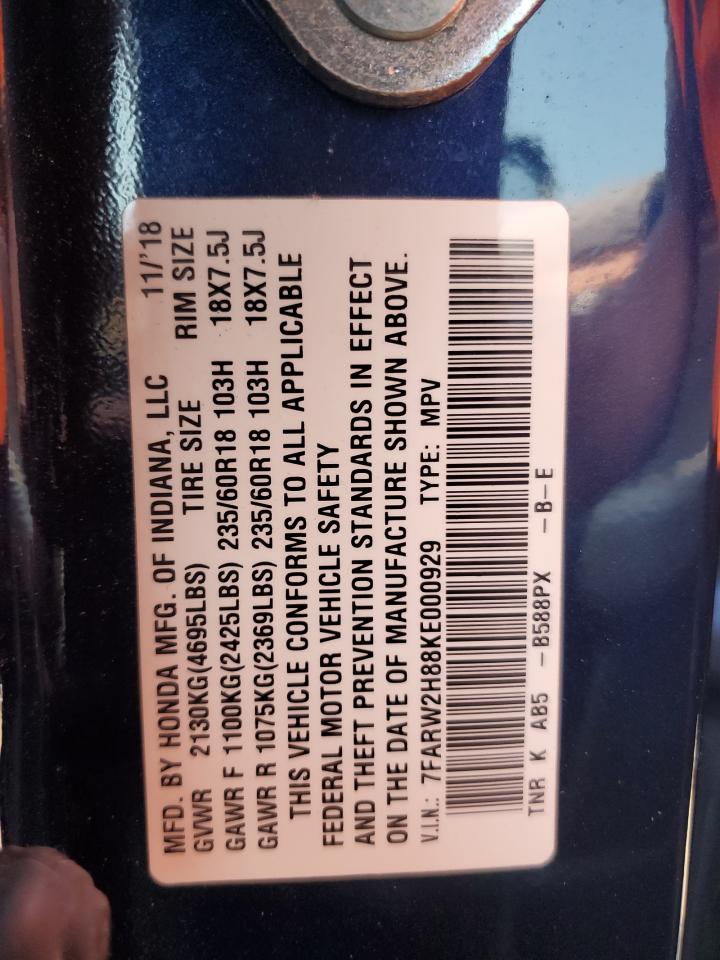 MFD. BY HONDA MFG. OF INDIANA, LLC 11/'18
GVWR 2130KG(4695LBS) TIRE SIZE RIM SIZE
GAWR F 1100KG(2425LBS) 235/60R18 103H 18X7.5J
GAWR R 1075KG(2369LBS) 235/60R18 103H 18X7.5J
THIS VEHICLE CONFORMS TO ALL APPLICABLE
FEDERAL MOTOR VEHICLE SAFETY
AND THEFT PREVENTION STANDARDS IN EFFECT
ON THE DATE OF MANUFACTURE SHOWN ABOVE.
V.I.N.: 7FARW2H88KE000929 TYPE: MPV
TNR K A85 -B588PX -B-E